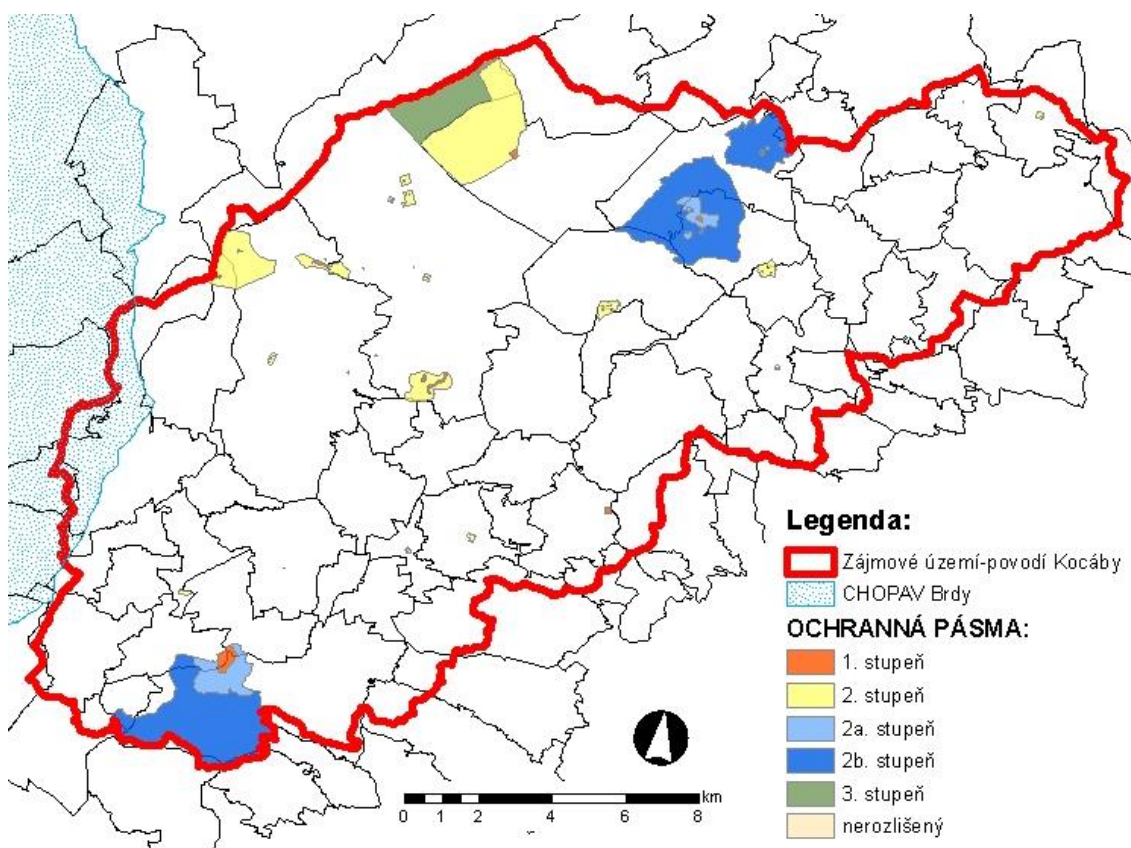 Legenda:
Zájmové území-povodí Kocáby
CHOPAV Brdy
OCHRANNÁ PÁSMA:
1. stupeň
2. stupeň
2a. stupeň
2b. stupeň
3. stupeň
nerozlišený
km
0 1 2 4 6 8